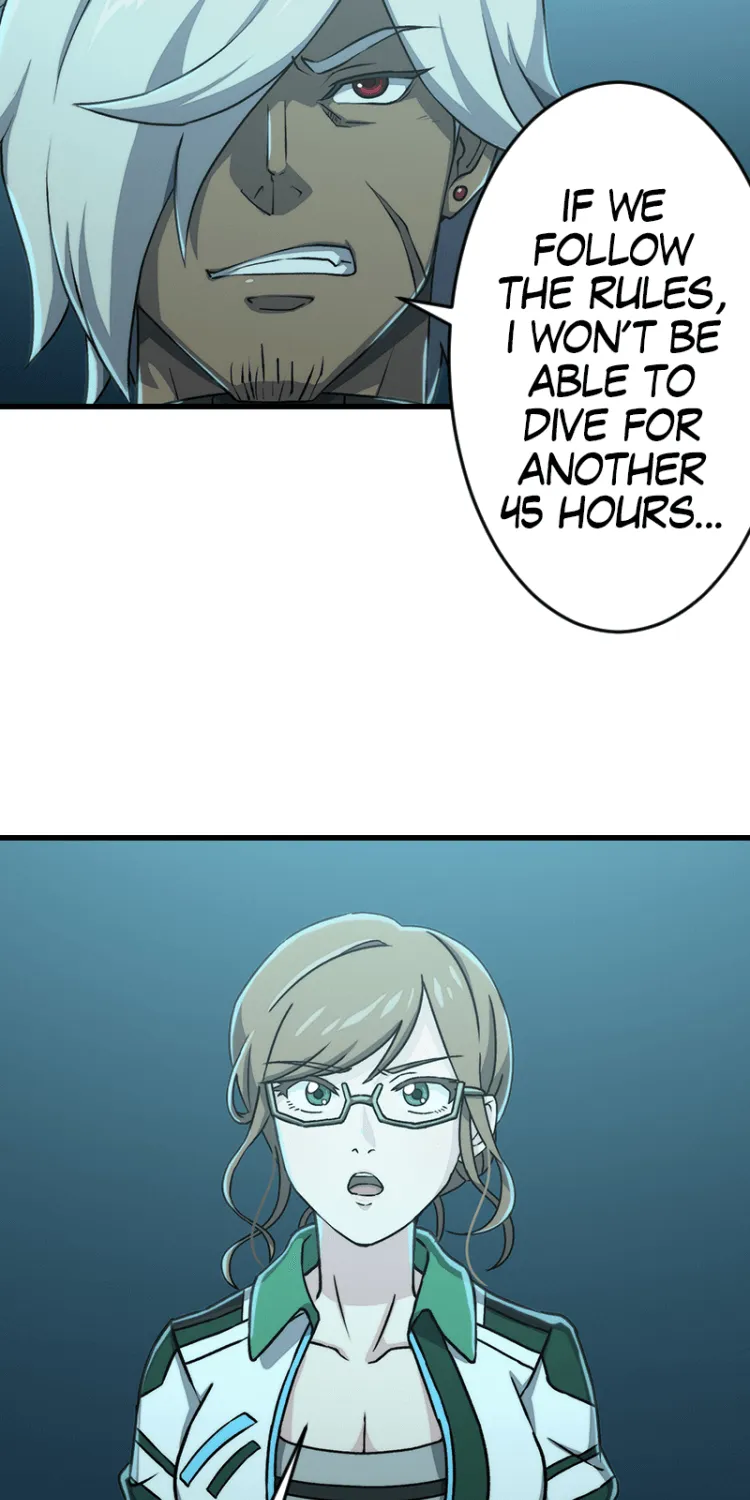 IF WE
FOLLOW
THE RULES,
I WON'T BE
ABLE TO
DIVE FOR
ANOTHER
45 HOURS...